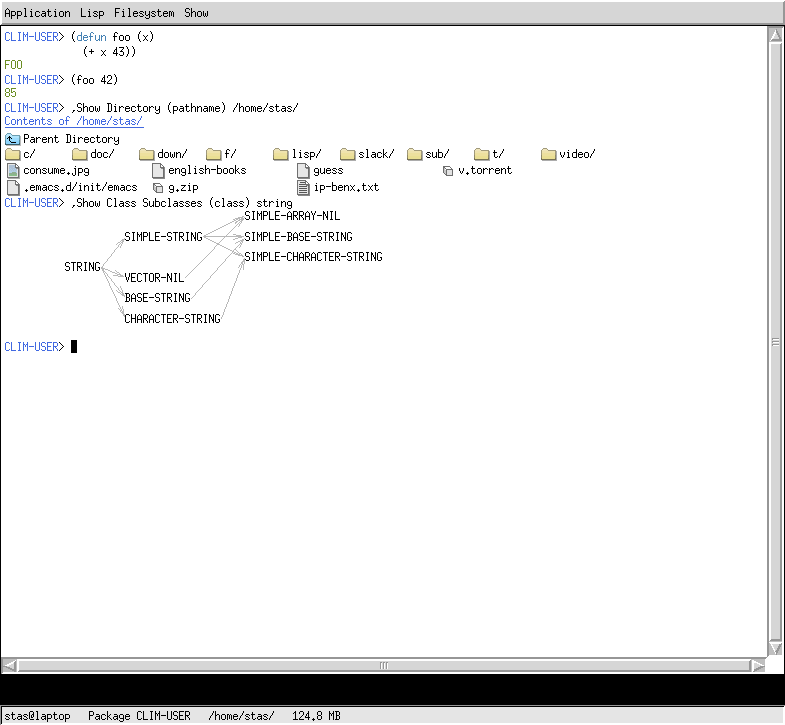 Application Lisp Filesystem Show
CLIM-USER> (defun foo (x)
(+ x 43))
FOO
CLIM-USER> (foo 42)
85
CLIM-USER> ,Show Directory (pathname) /home/stas/
Contents of /home/stas/
Parent Directory
c/ doc/ down/ f/ lisp/ slack/ sub/ t/ video/
consume.jpg english-books guess v.torrent
.emacs.d/init/emacs g.zip ip-benx.txt
CLIM-USER> ,Show Class Subclasses (class) string
SIMPLE-ARRAY-NIL
SIMPLE-STRING SIMPLE-BASE-STRING
SIMPLE-CHARACTER-STRING
STRING
VECTOR-NIL
BASE-STRING
CHARACTER-STRING
CLIM-USER>
stas@laptop Package CLIM-USER /home/stas/ 124.8 MB